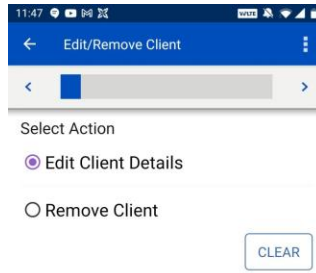 11:47
Edit/Remove Client
Select Action
Edit Client Details
Remove Client
CLEAR